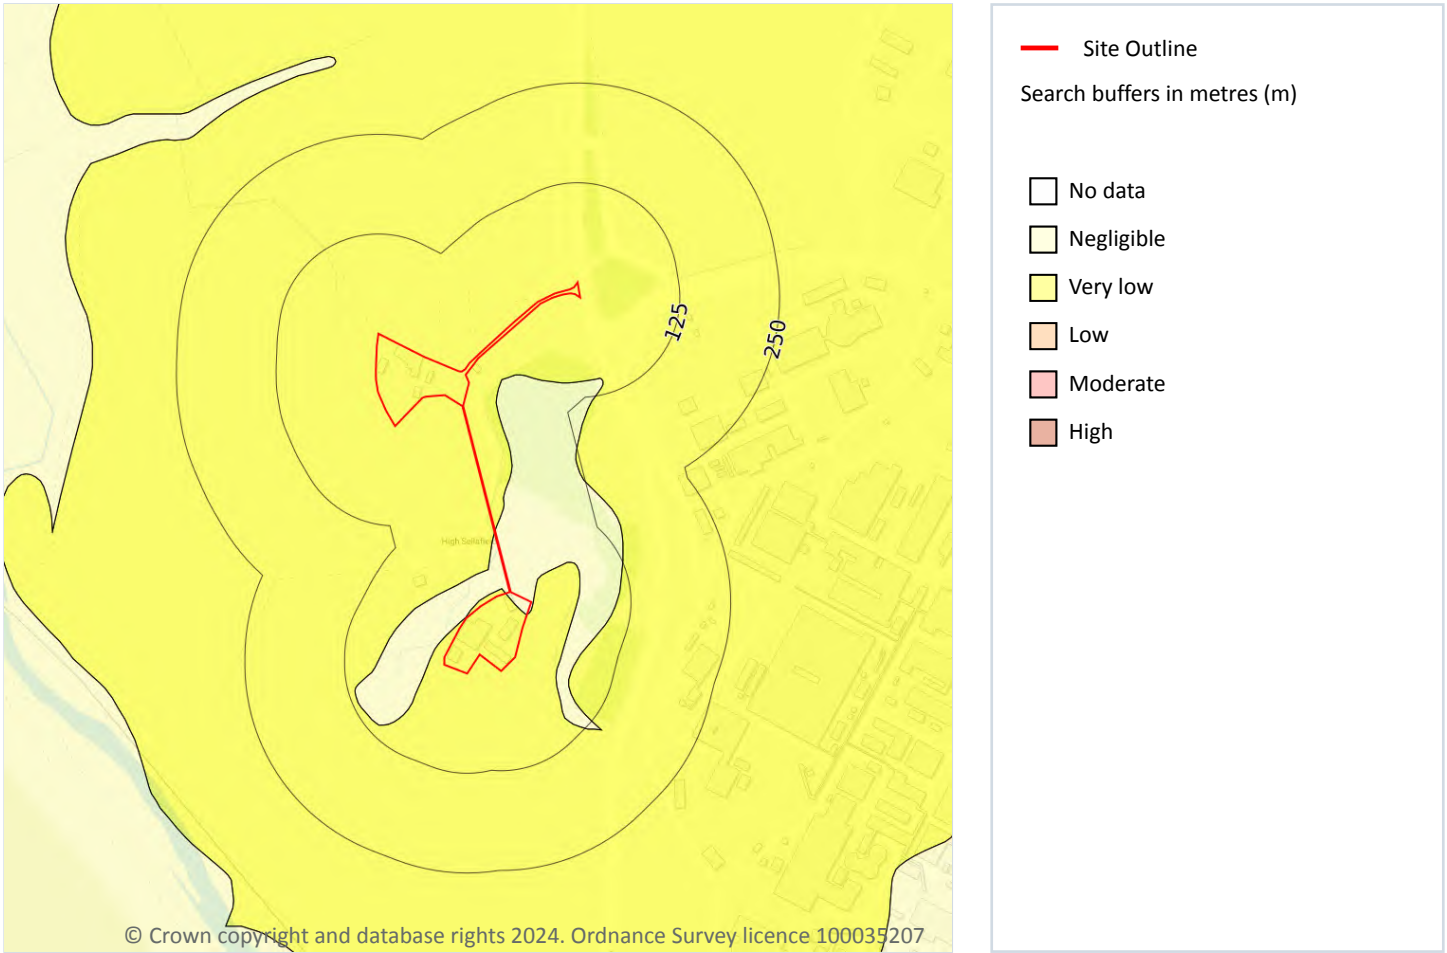 125
250
© Crown copyright and database rights 2024. Ordnance Survey licence 100035207
Site Outline
Search buffers in metres (m)
No data
Negligible
Very low
Low
Moderate
High